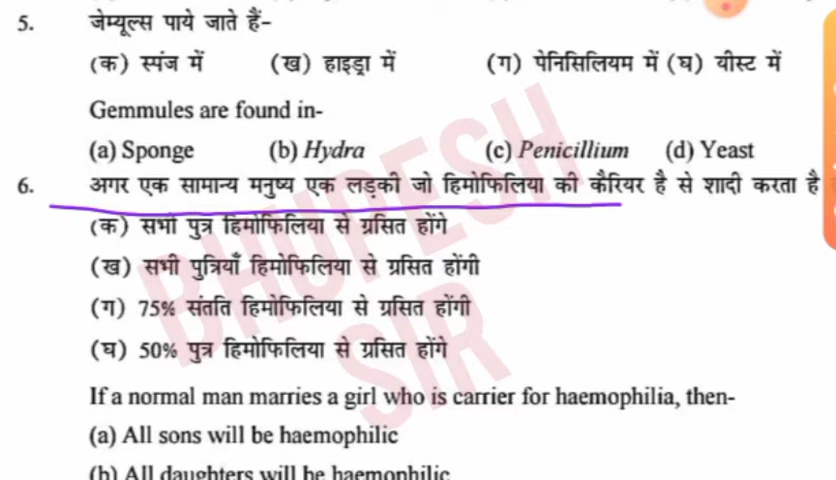 5. जेम्यूल्स पाये जाते हैं-
(क) स्पंज में (ख) हाइड्रा में (ग) पेनिसिलियम में (घ) यीस्ट में
Gemmules are found in-
(a) Sponge (b) Hydra (c) Penicillium (d) Yeast
6. अगर एक सामान्य मनुष्य एक लड़की जो हिमोफिलिया की कैरियर है से शादी करता है
(क) सभी पुत्र हिमोफिलिया से ग्रसित होंगे
(ख) सभी पुत्रियाँ हिमोफिलिया से ग्रसित होंगी
(ग) 75% संतति हिमोफिलिया से ग्रसित होंगी
(घ) 50% पुत्र हिमोफिलिया से ग्रसित होंगे
BHUPESH
SIR
If a normal man marries a girl who is carrier for haemophilia, then-
(a) All sons will be haemophilic
(b) All daughters will be haemophilic